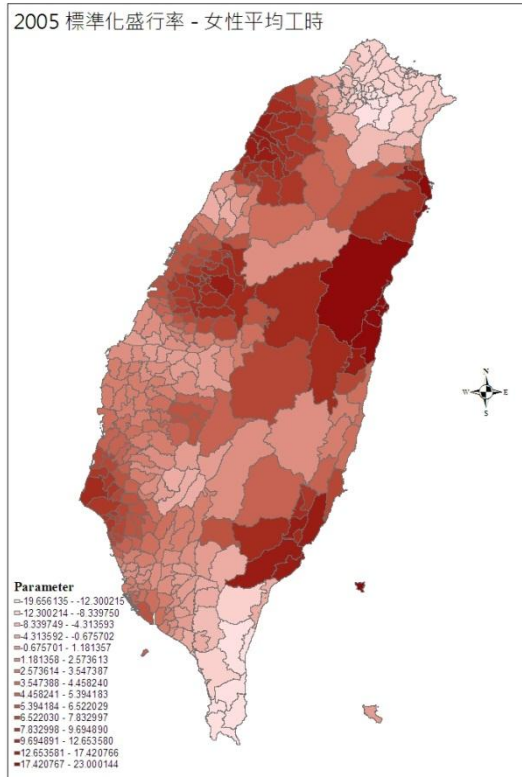 2005 標準化盛行率 - 女性平均工時
N
W E
S
Parameter
-19.656135 - -12.300215
-12.300214 - -8.339750
-8.339749 - -4.313593
-4.313592 - -0.675702
-0.675701 - 1.181357
1.181358 - 2.573613
2.573614 - 3.547387
3.547388 - 4.458240
4.458241 - 5.394183
5.394184 - 6.522029
6.522030 - 7.832997
7.832998 - 9.694890
9.694891 - 12.653580
12.653581 - 17.420766
17.420767 - 23.000144